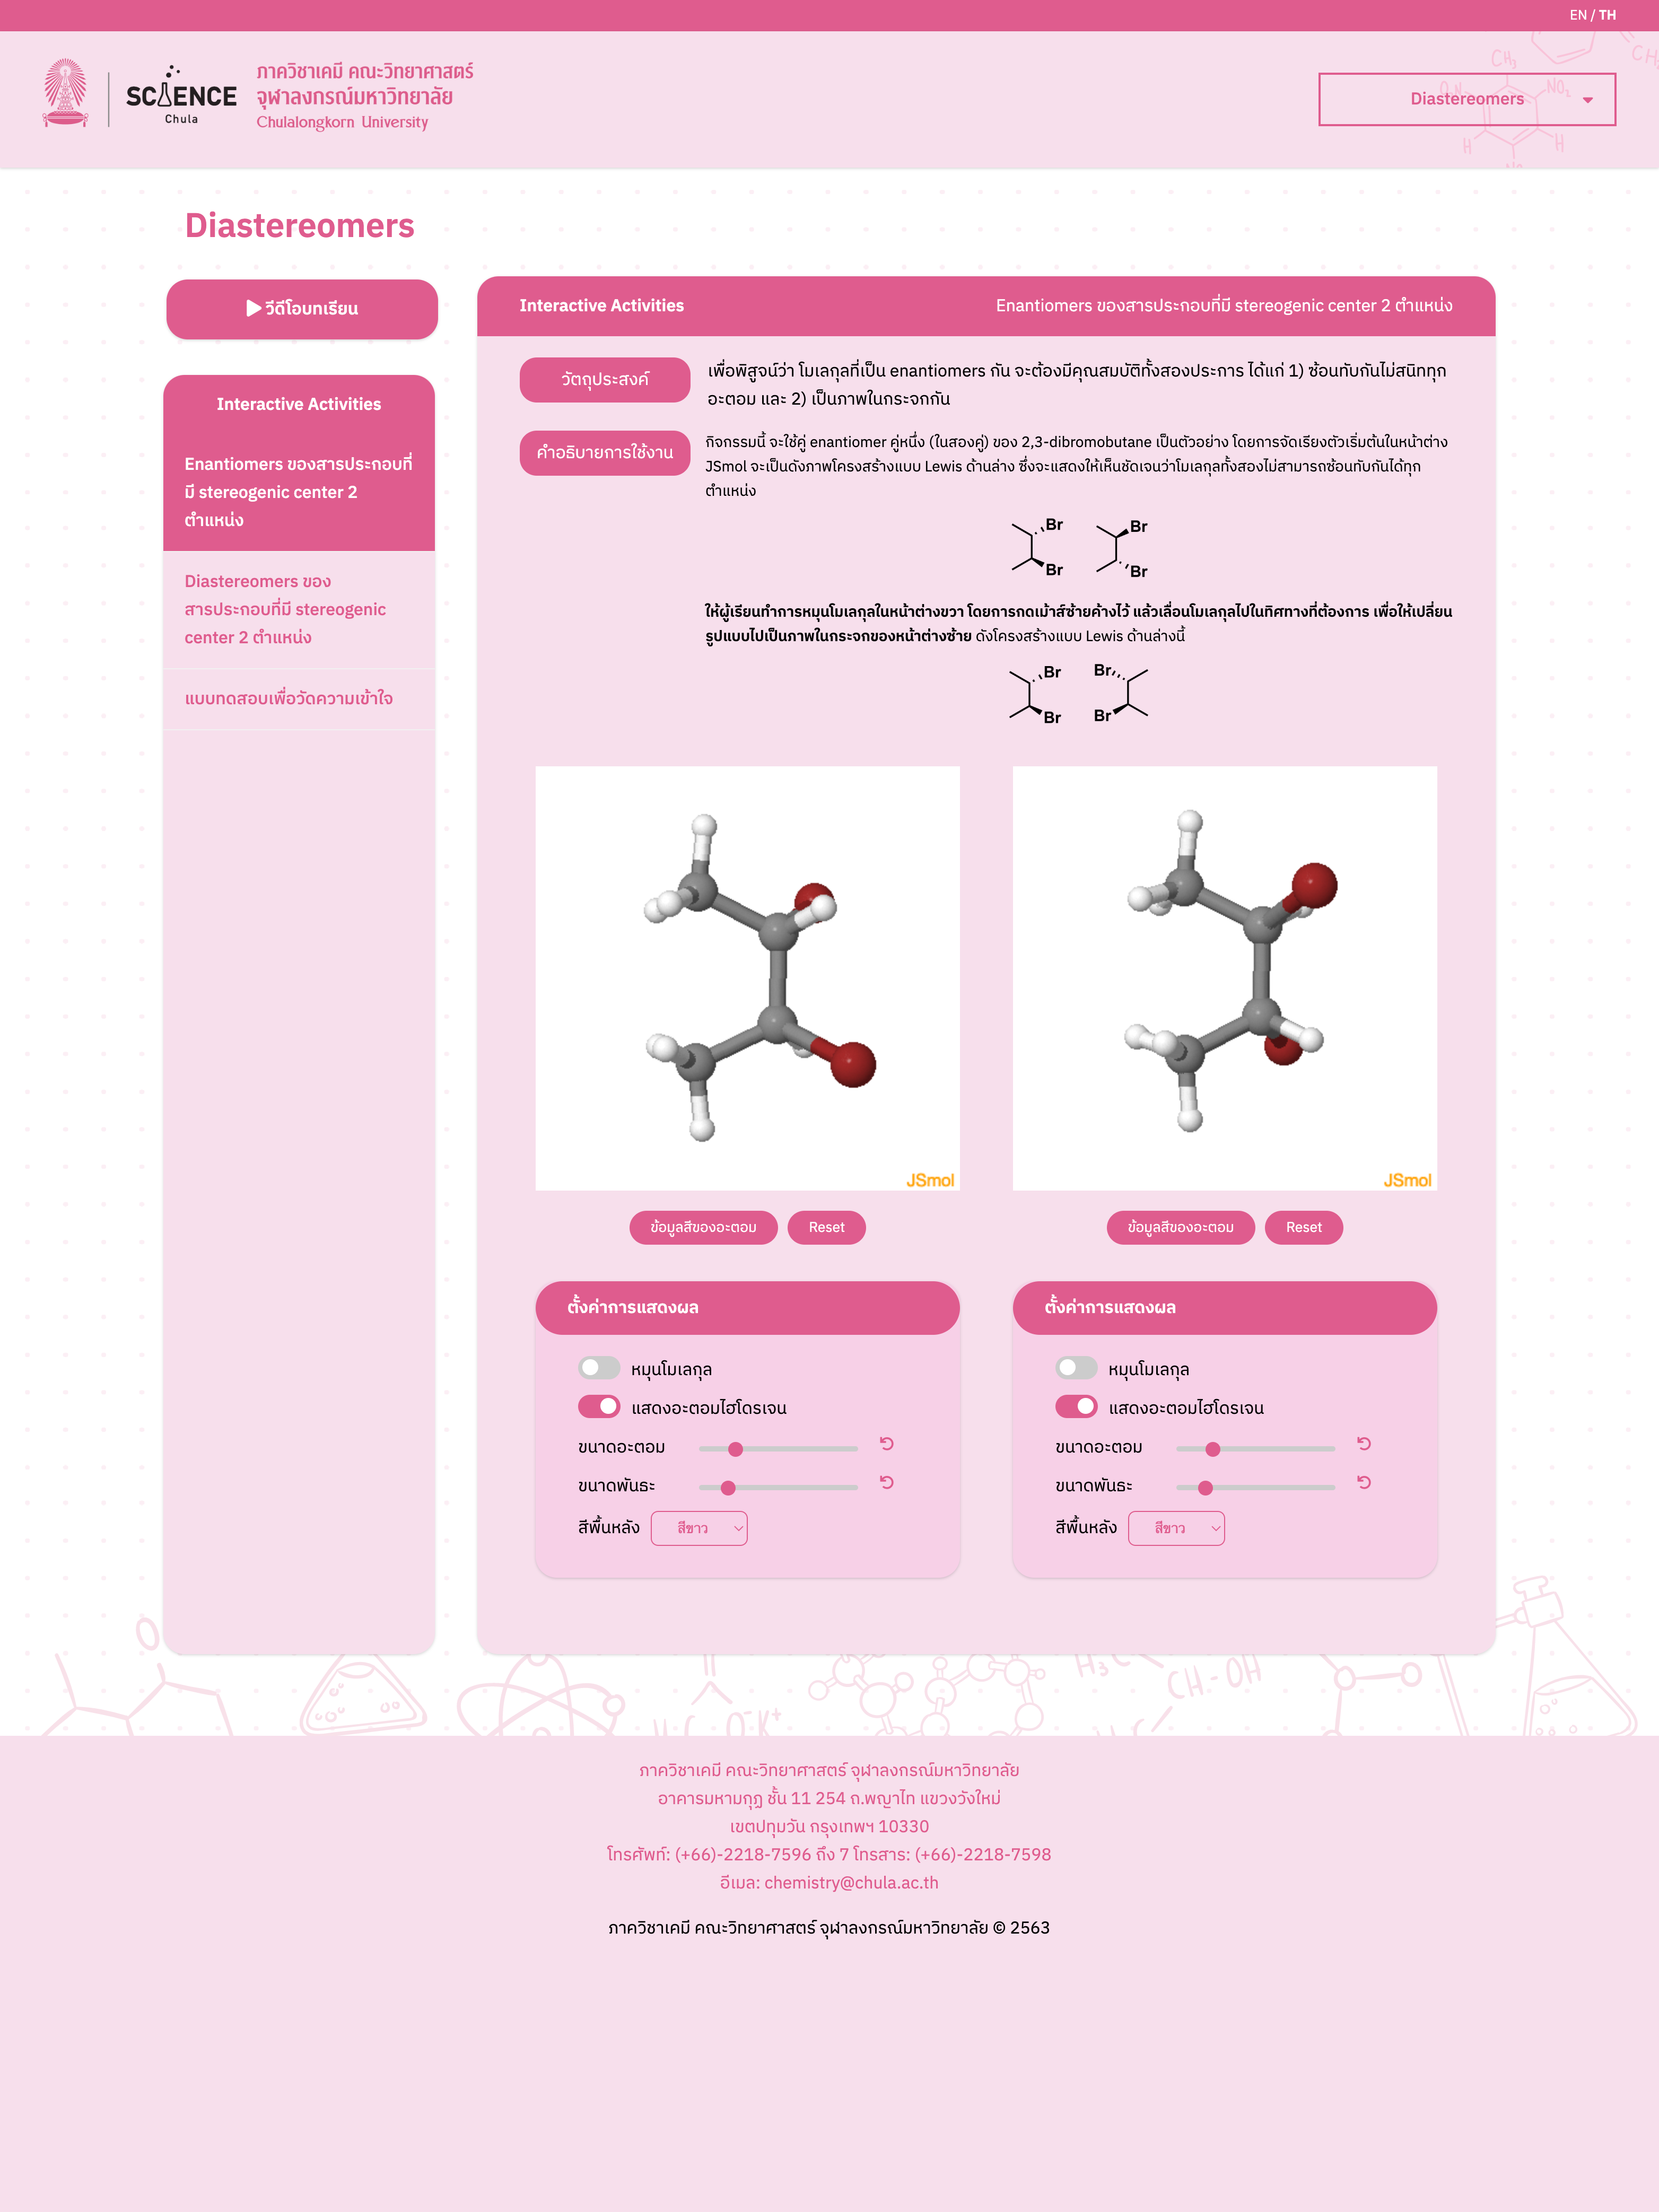 EN / TH
SCIENCE
Chula
ภาควิชาเคมี คณะวิทยาศาสตร์
จุฬาลงกรณ์มหาวิทยาลัย
Chulalongkorn University
Diastereomers
CH₃
O₂N
NO₂
H
H
Diastereomers
วีดีโอบทเรียน
Interactive Activities
Enantiomers ของสารประกอบที่
มี stereogenic center 2
ตำแหน่ง
Diastereomers ของ
สารประกอบที่มี stereogenic
center 2 ตำแหน่ง
แบบทดสอบเพื่อวัดความเข้าใจ
Interactive Activities
Enantiomers ของสารประกอบที่มี stereogenic center 2 ตำแหน่ง
วัตถุประสงค์
เพื่อพิสูจน์ว่า โมเลกุลที่เป็น enantiomers กัน จะต้องมีคุณสมบัติทั้งสองประการ ได้แก่ 1) ซ้อนทับกันไม่สนิททุก
อะตอม และ 2) เป็นภาพในกระจกกัน
คำอธิบายการใช้งาน
กิจกรรมนี้ จะใช้คู่ enantiomer คู่หนึ่ง (ในสองคู่) ของ 2,3-dibromobutane เป็นตัวอย่าง โดยการจัดเรียงตัวเริ่มต้นในหน้าต่าง
JSmol จะเป็นดังภาพโครงสร้างแบบ Lewis ด้านล่าง ซึ่งจะแสดงให้เห็นชัดเจนว่าโมเลกุลทั้งสองไม่สามารถซ้อนทับกันได้ทุก
ตำแหน่ง
Br Br
Br Br
ให้ผู้เรียนทำการหมุนโมเลกุลในหน้าต่างขวา โดยการกดเม้าส์ซ้ายค้างไว้ แล้วเลื่อนโมเลกุลไปในทิศทางที่ต้องการ เพื่อให้เปลี่ยน
รูปแบบไปเป็นภาพในกระจกของหน้าต่างซ้าย ดังโครงสร้างแบบ Lewis ด้านล่างนี้
Br Br
Br Br
JSmol
JSmol
ข้อมูลสีของอะตอม
Reset
ข้อมูลสีของอะตอม
Reset
ตั้งค่าการแสดงผล
หมุนโมเลกุล
แสดงอะตอมไฮโดรเจน
ขนาดอะตอม
ขนาดพันธะ
สีพื้นหลัง
สีขาว
ตั้งค่าการแสดงผล
หมุนโมเลกุล
แสดงอะตอมไฮโดรเจน
ขนาดอะตอม
ขนาดพันธะ
สีพื้นหลัง
สีขาว
O
H₃C
CH-OH
ภาควิชาเคมี คณะวิทยาศาสตร์ จุฬาลงกรณ์มหาวิทยาลัย
อาคารมหามกุฏ ชั้น 11 254 ถ.พญาไท แขวงวังใหม่
เขตปทุมวัน กรุงเทพฯ 10330
โทรศัพท์: (+66)-2218-7596 ถึง 7 โทรสาร: (+66)-2218-7598
อีเมล: chemistry@chula.ac.th
ภาควิชาเคมี คณะวิทยาศาสตร์ จุฬาลงกรณ์มหาวิทยาลัย © 2563